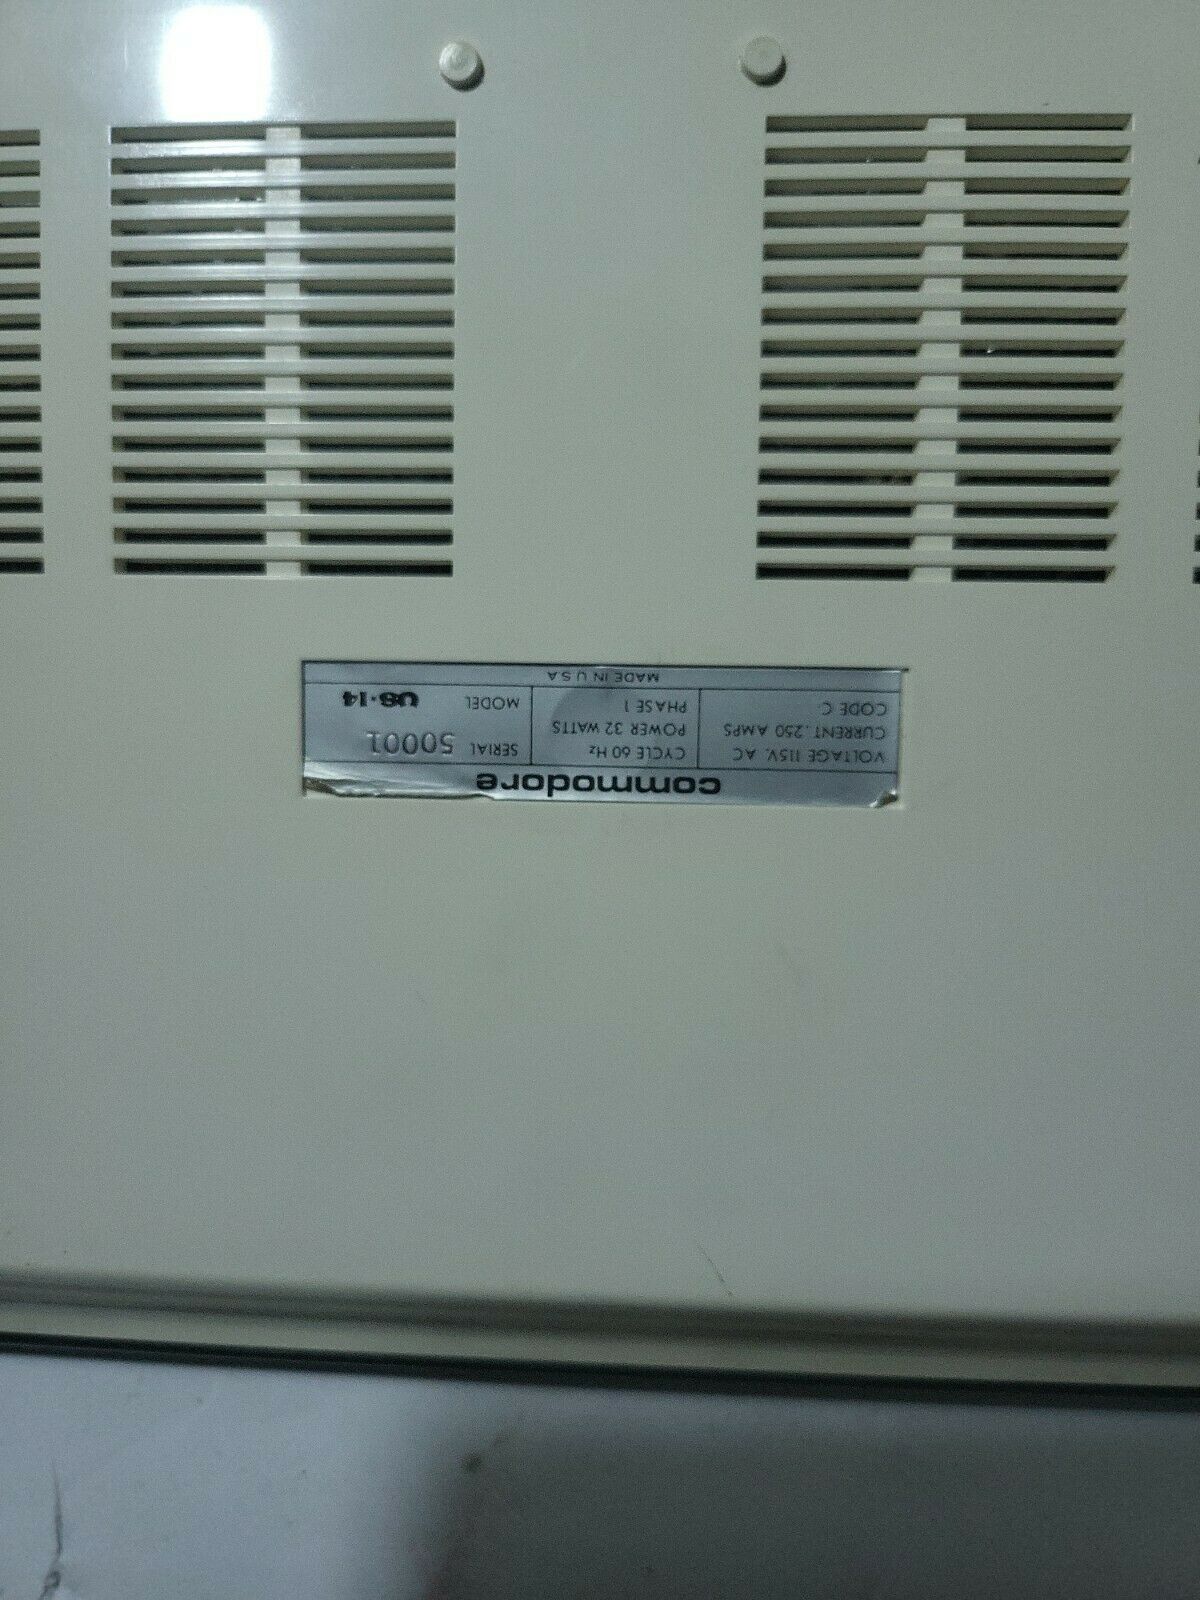 commodore
VOLTAGE 115V. AC
CURRENT .250 AMPS
CODE C
CYCLE 60 Hz
POWER 32 WATTS
PHASE 1
SERIAL 50001
MODEL US•14
MADE IN U S A